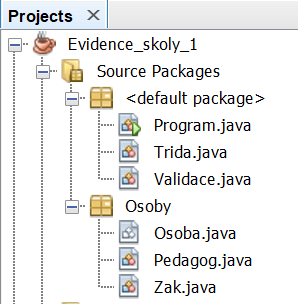 Projects
Evidence_skoly_1
Source Packages
<default package>
Program.java
Trida.java
Validace.java
Osoby
Osoba.java
Pedagog.java
Zak.java